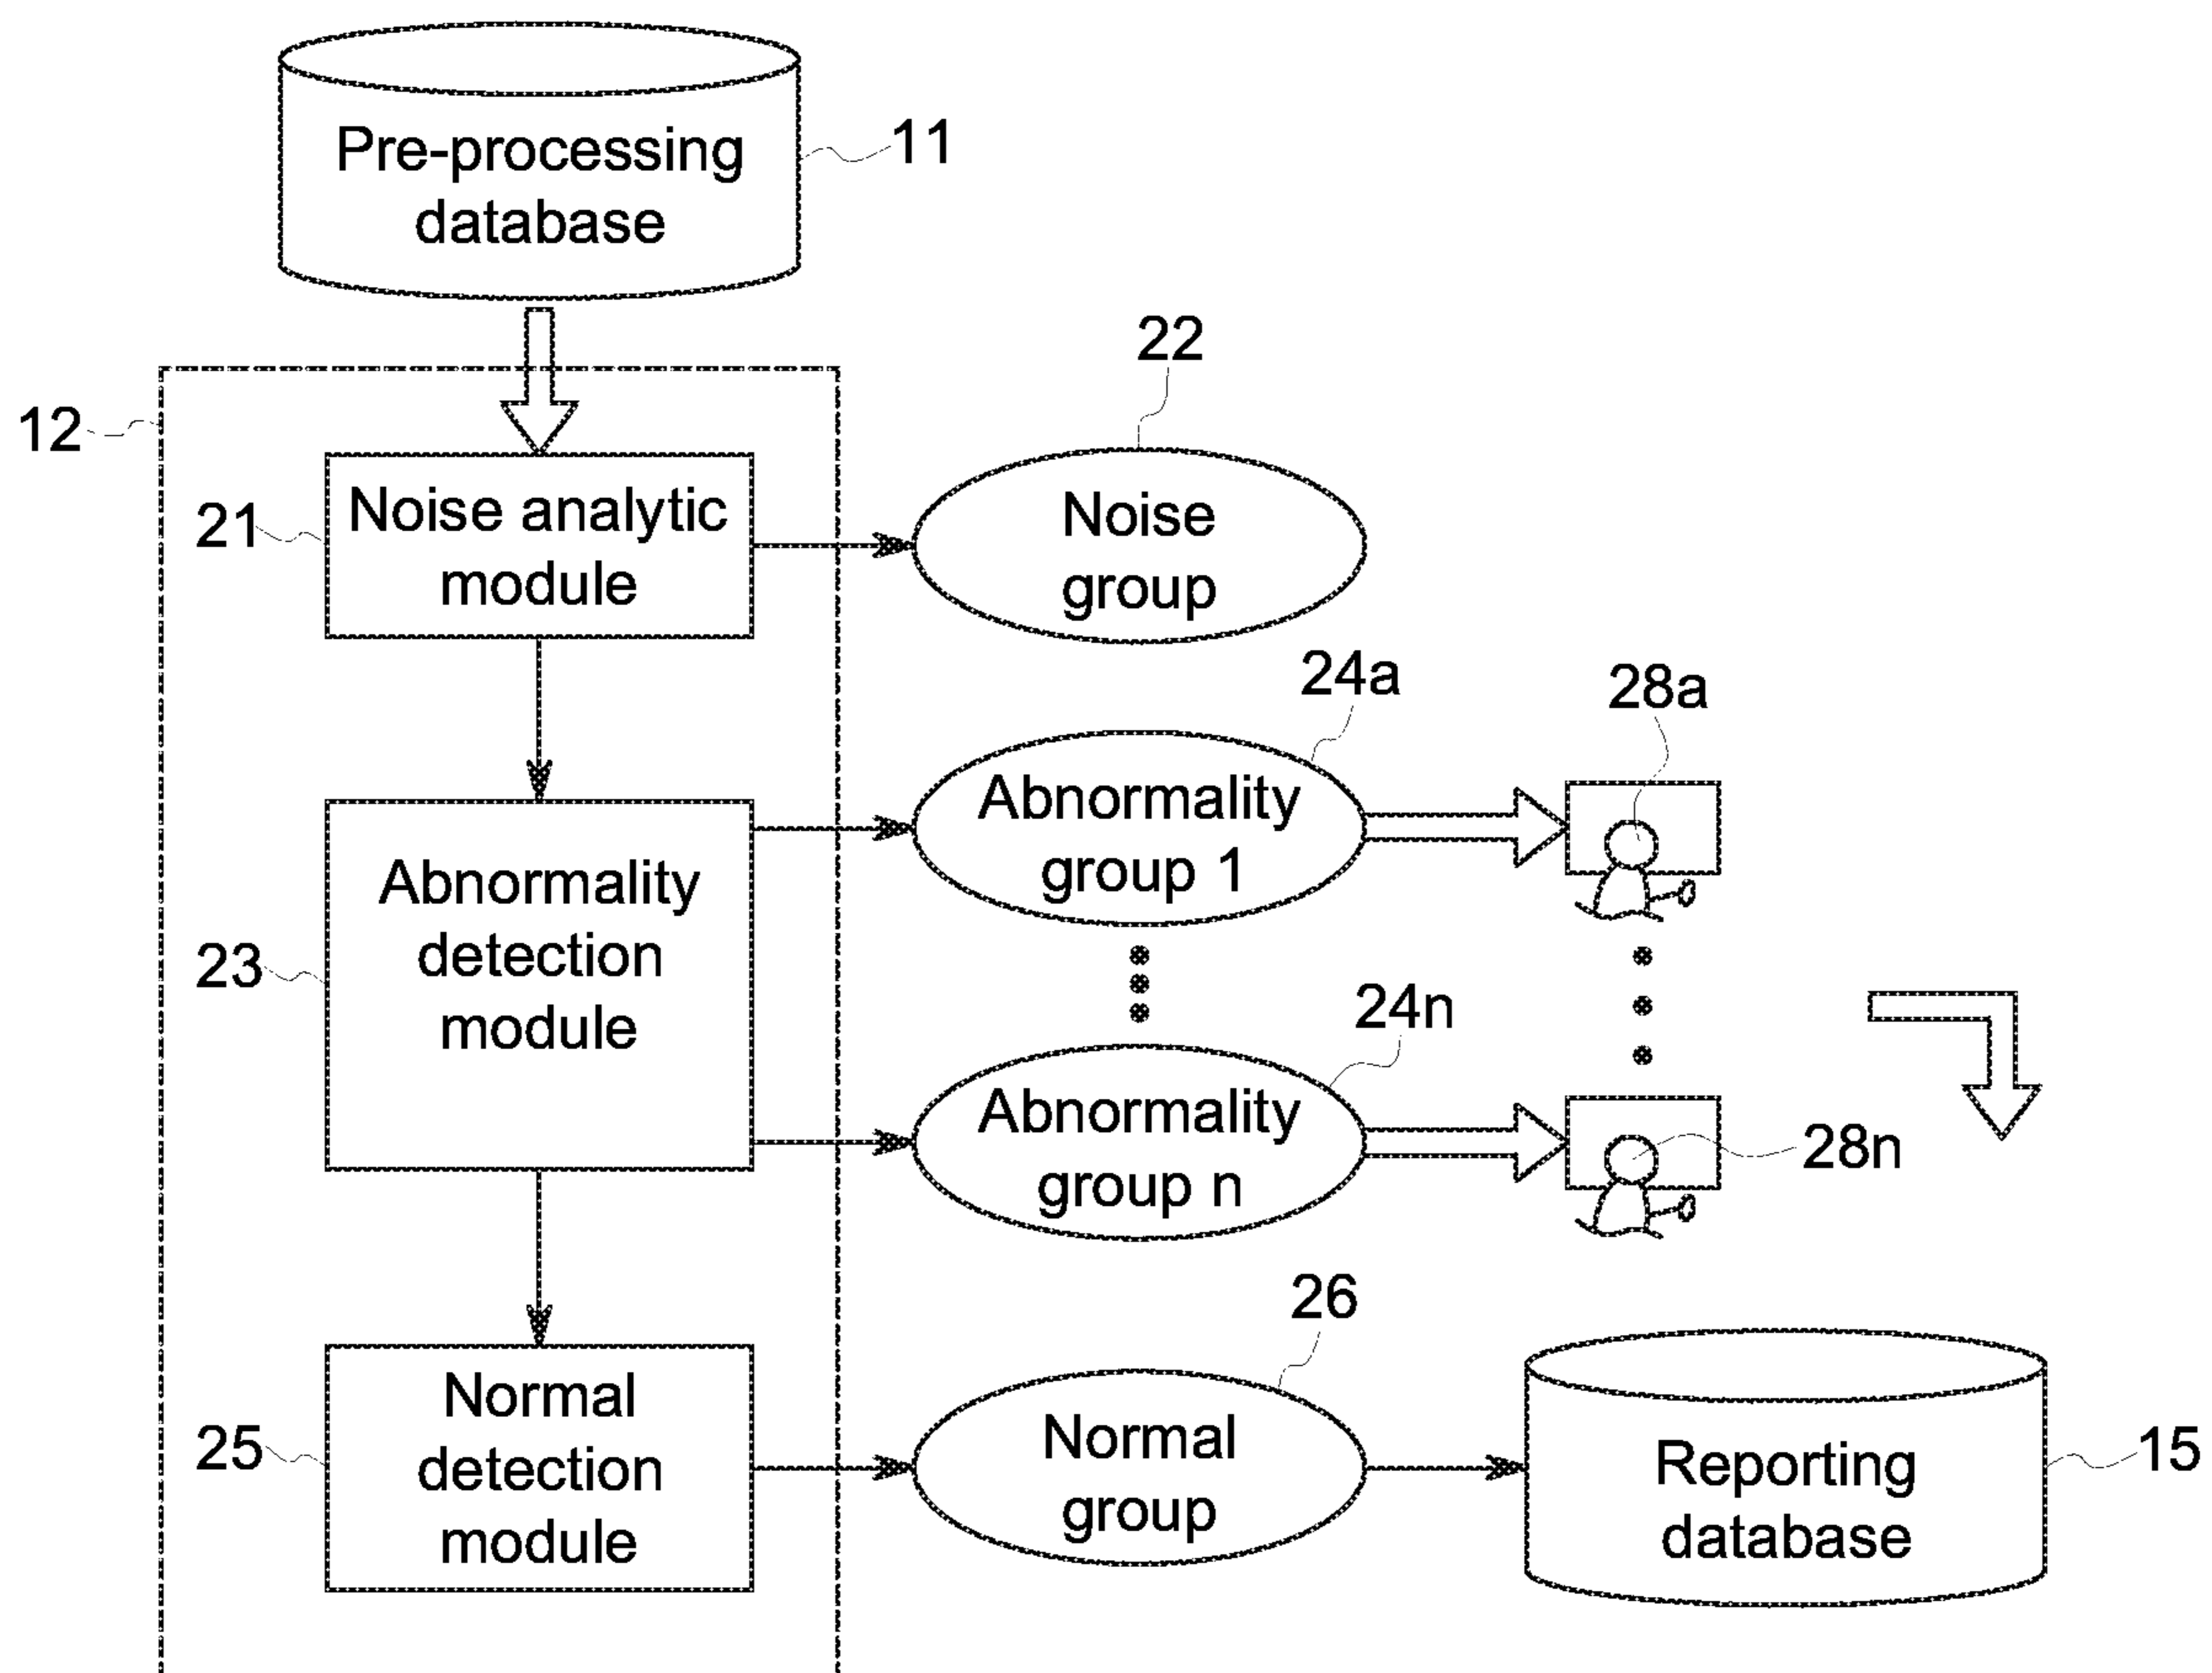 Pre-processing
database
11
12
21
Noise analytic
module
22
Noise
group
23
Abnormality
detection
module
24a
Abnormality
group 1
28a
24n
Abnormality
group n
28n
25
Normal
detection
module
26
Normal
group
Reporting
database
15